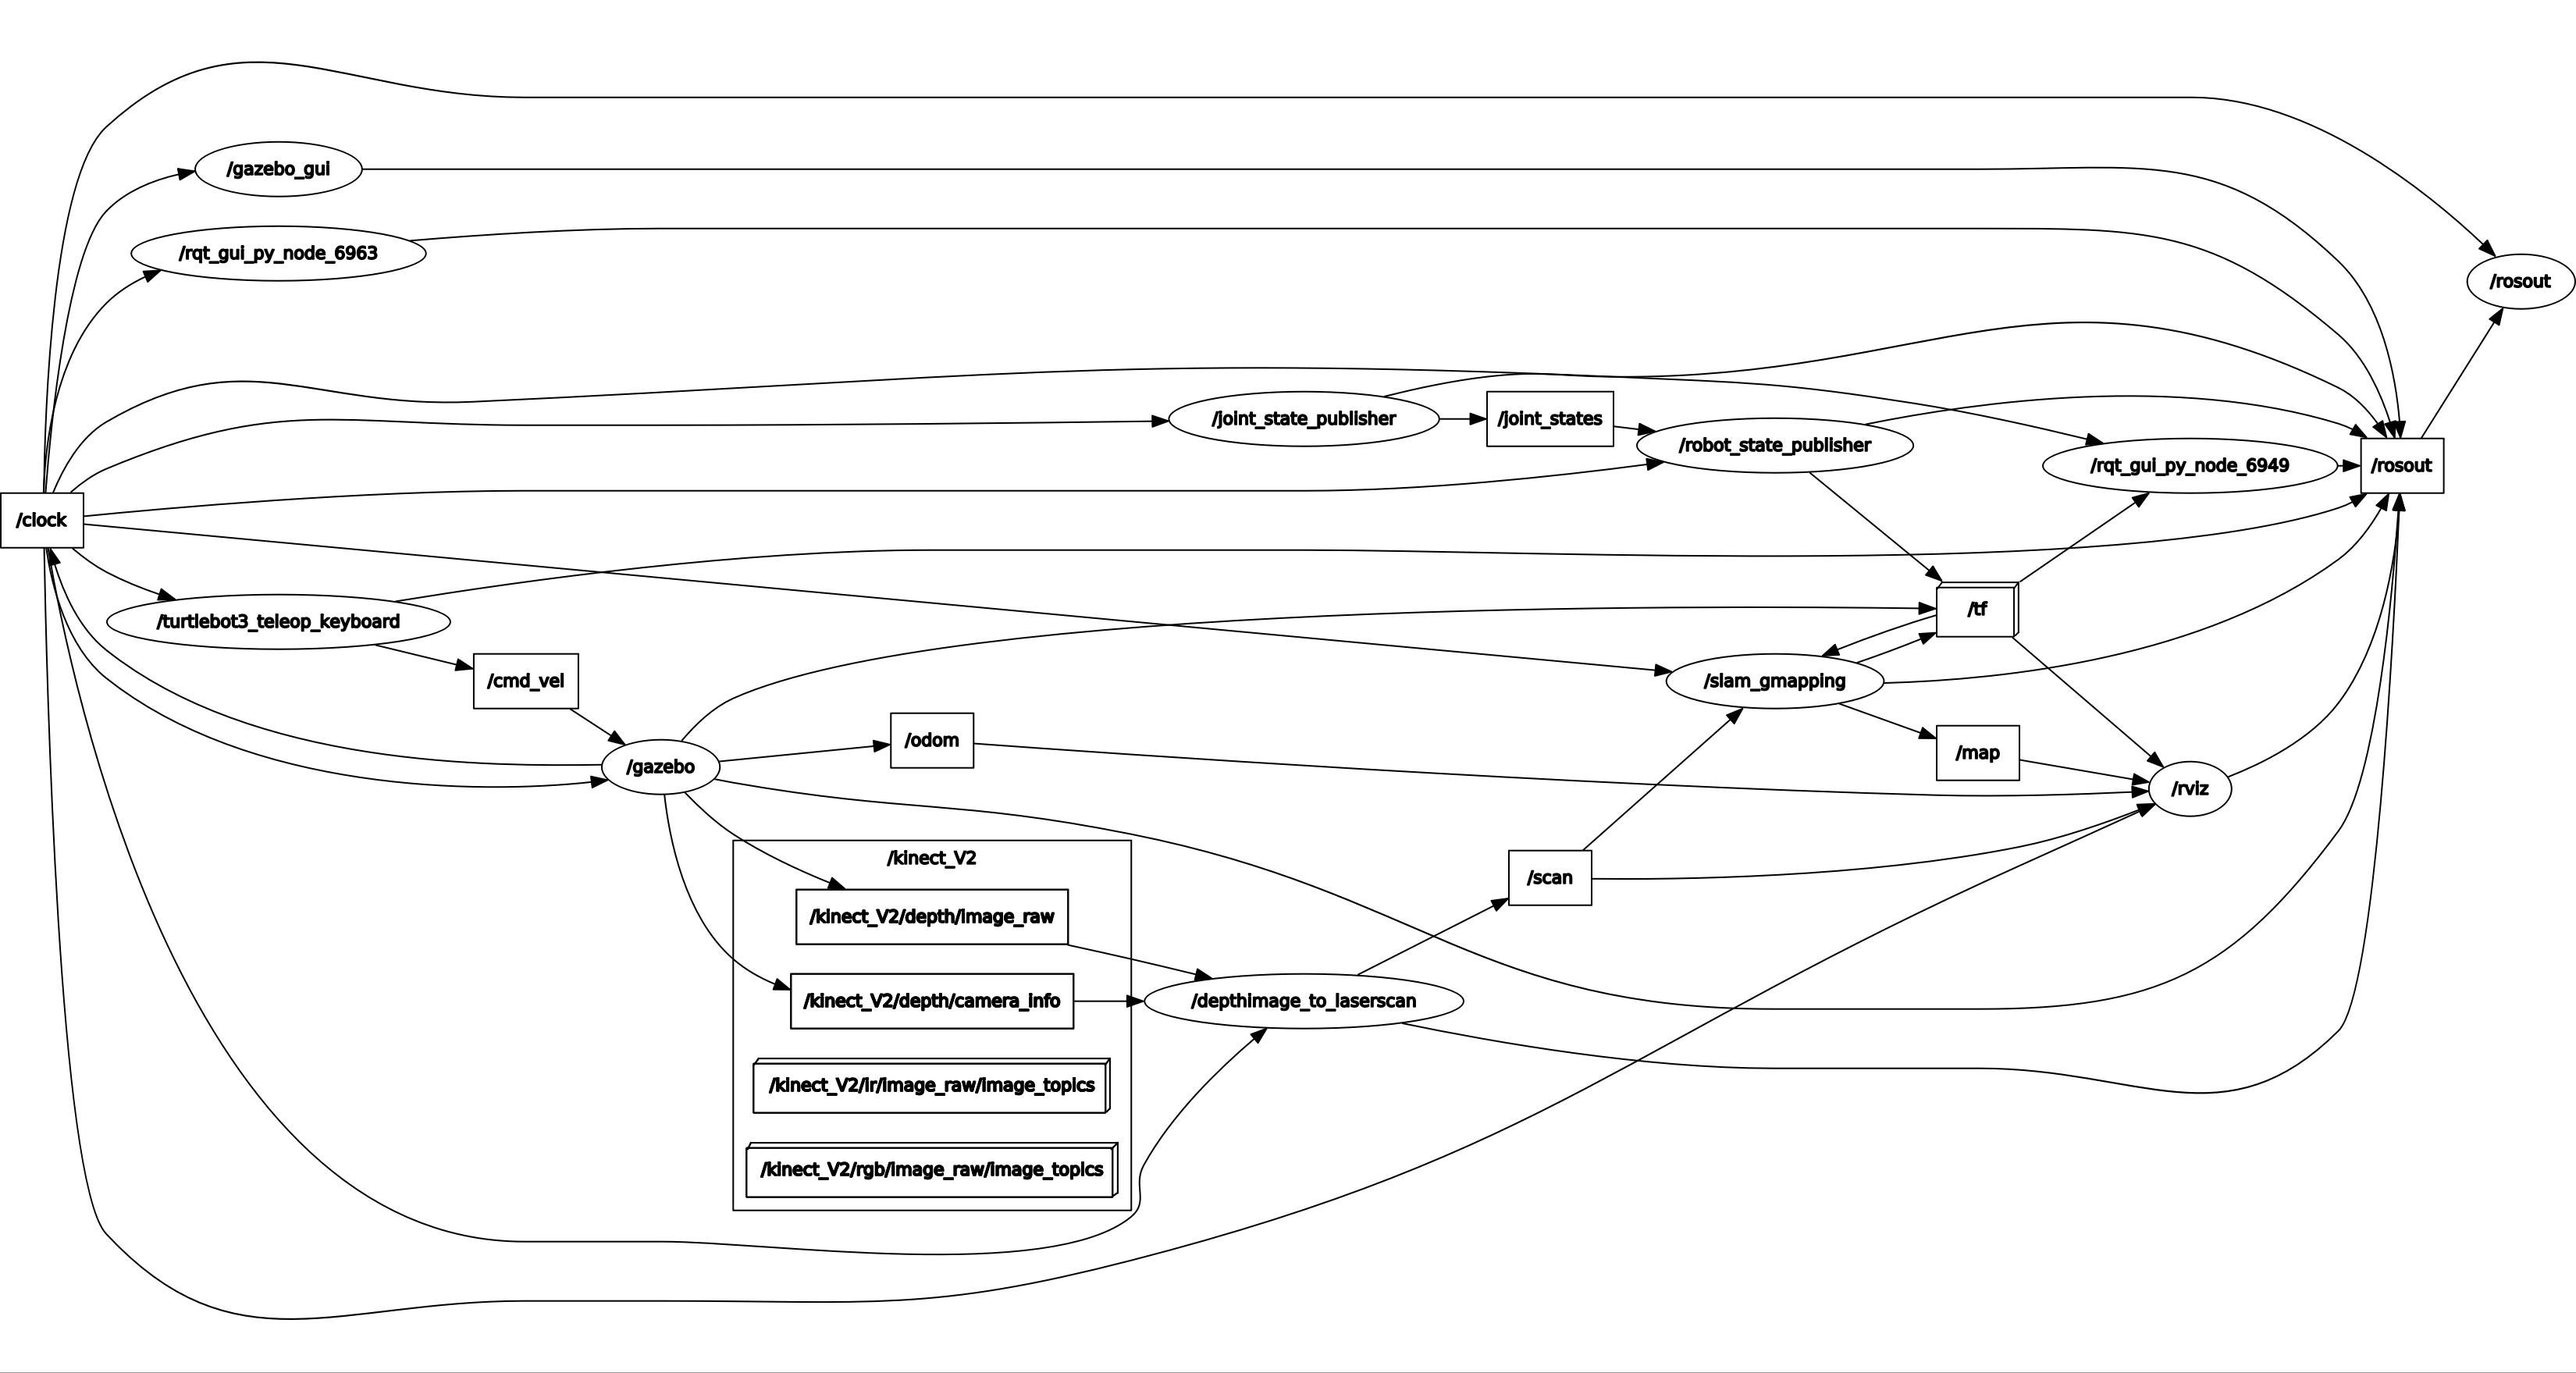 /gazebo_gui
/rqt_gui_py_node_6963
/rosout
/joint_state_publisher
/joint_states
/robot_state_publisher
/rqt_gui_py_node_6949
/rosout
/clock
/turtlebot3_teleop_keyboard
/tf
/cmd_vel
/slam_gmapping
/odom
/map
/gazebo
/rviz
/kinect_V2
/scan
/kinect_V2/depth/image_raw
/kinect_V2/depth/camera_info
/depthimage_to_laserscan
/kinect_V2/ir/image_raw/image_topics
/kinect_V2/rgb/image_raw/image_topics